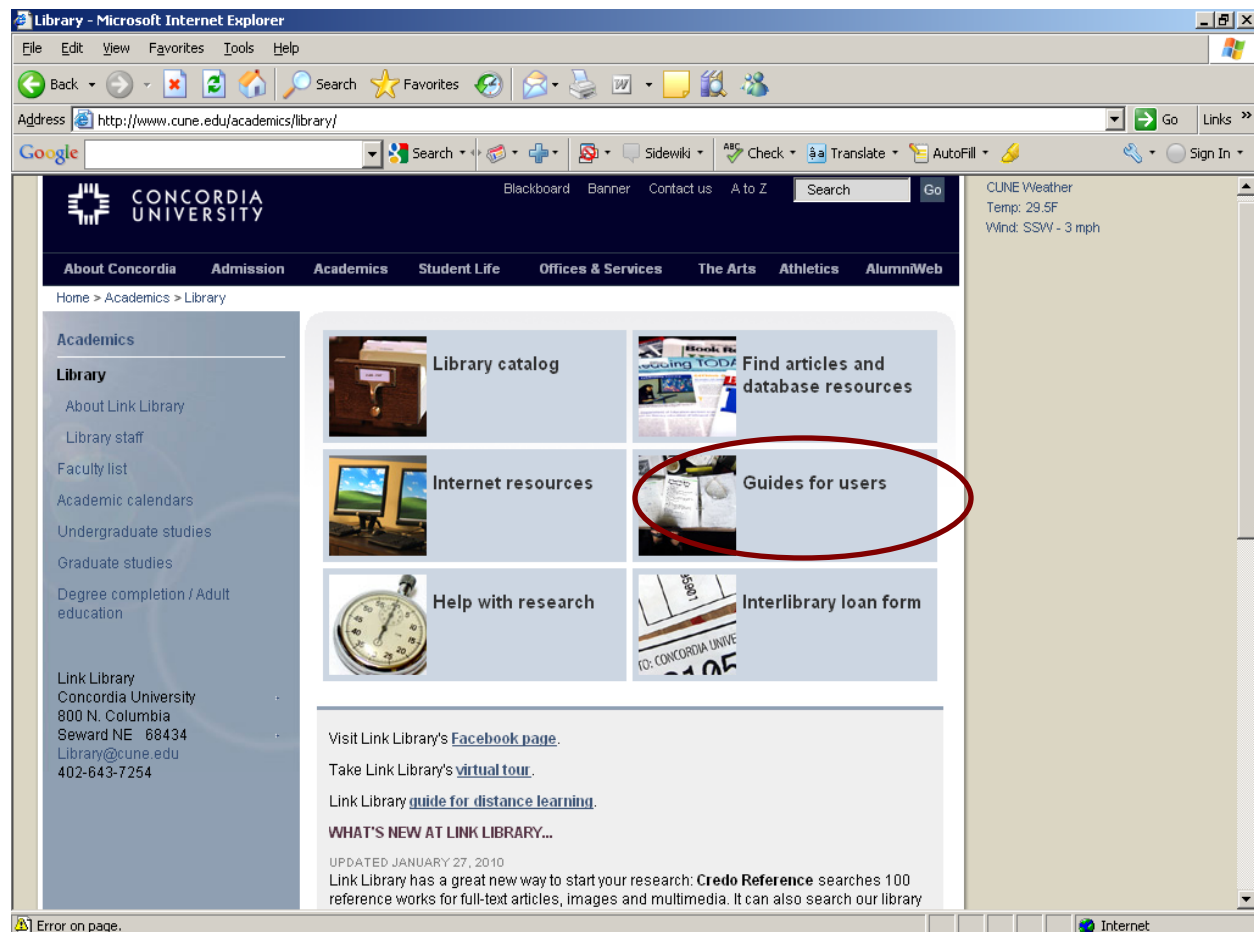 Library - Microsoft Internet Explorer
File Edit View Favorites Tools Help
Back Search Favorites
Address http://www.cune.edu/academics/library/ Go Links »
Google Search Sidewiki ABC Check âa Translate AutoFill Sign In
CONCORDIA
UNIVERSITY
Blackboard Banner Contact us A to Z Search Go
CUNE Weather
Temp: 29.5F
Wind: SSW - 3 mph
About Concordia Admission Academics Student Life Offices & Services The Arts Athletics AlumniWeb
Home > Academics > Library
Academics
Library
About Link Library
Library staff
Faculty list
Academic calendars
Undergraduate studies
Graduate studies
Degree completion / Adult
education
Link Library
Concordia University
800 N. Columbia
Seward NE 68434
Library@cune.edu
402-643-7254
Library catalog
Find articles and
database resources
Internet resources
Guides for users
Help with research
Interlibrary loan form
TO: CONCORDIA UNIVE
Visit Link Library's Facebook page.
Take Link Library's virtual tour.
Link Library guide for distance learning.
WHAT'S NEW AT LINK LIBRARY...
UPDATED JANUARY 27, 2010
Link Library has a great new way to start your research: Credo Reference searches 100
reference works for full-text articles, images and multimedia. It can also search our library
Error on page. Internet